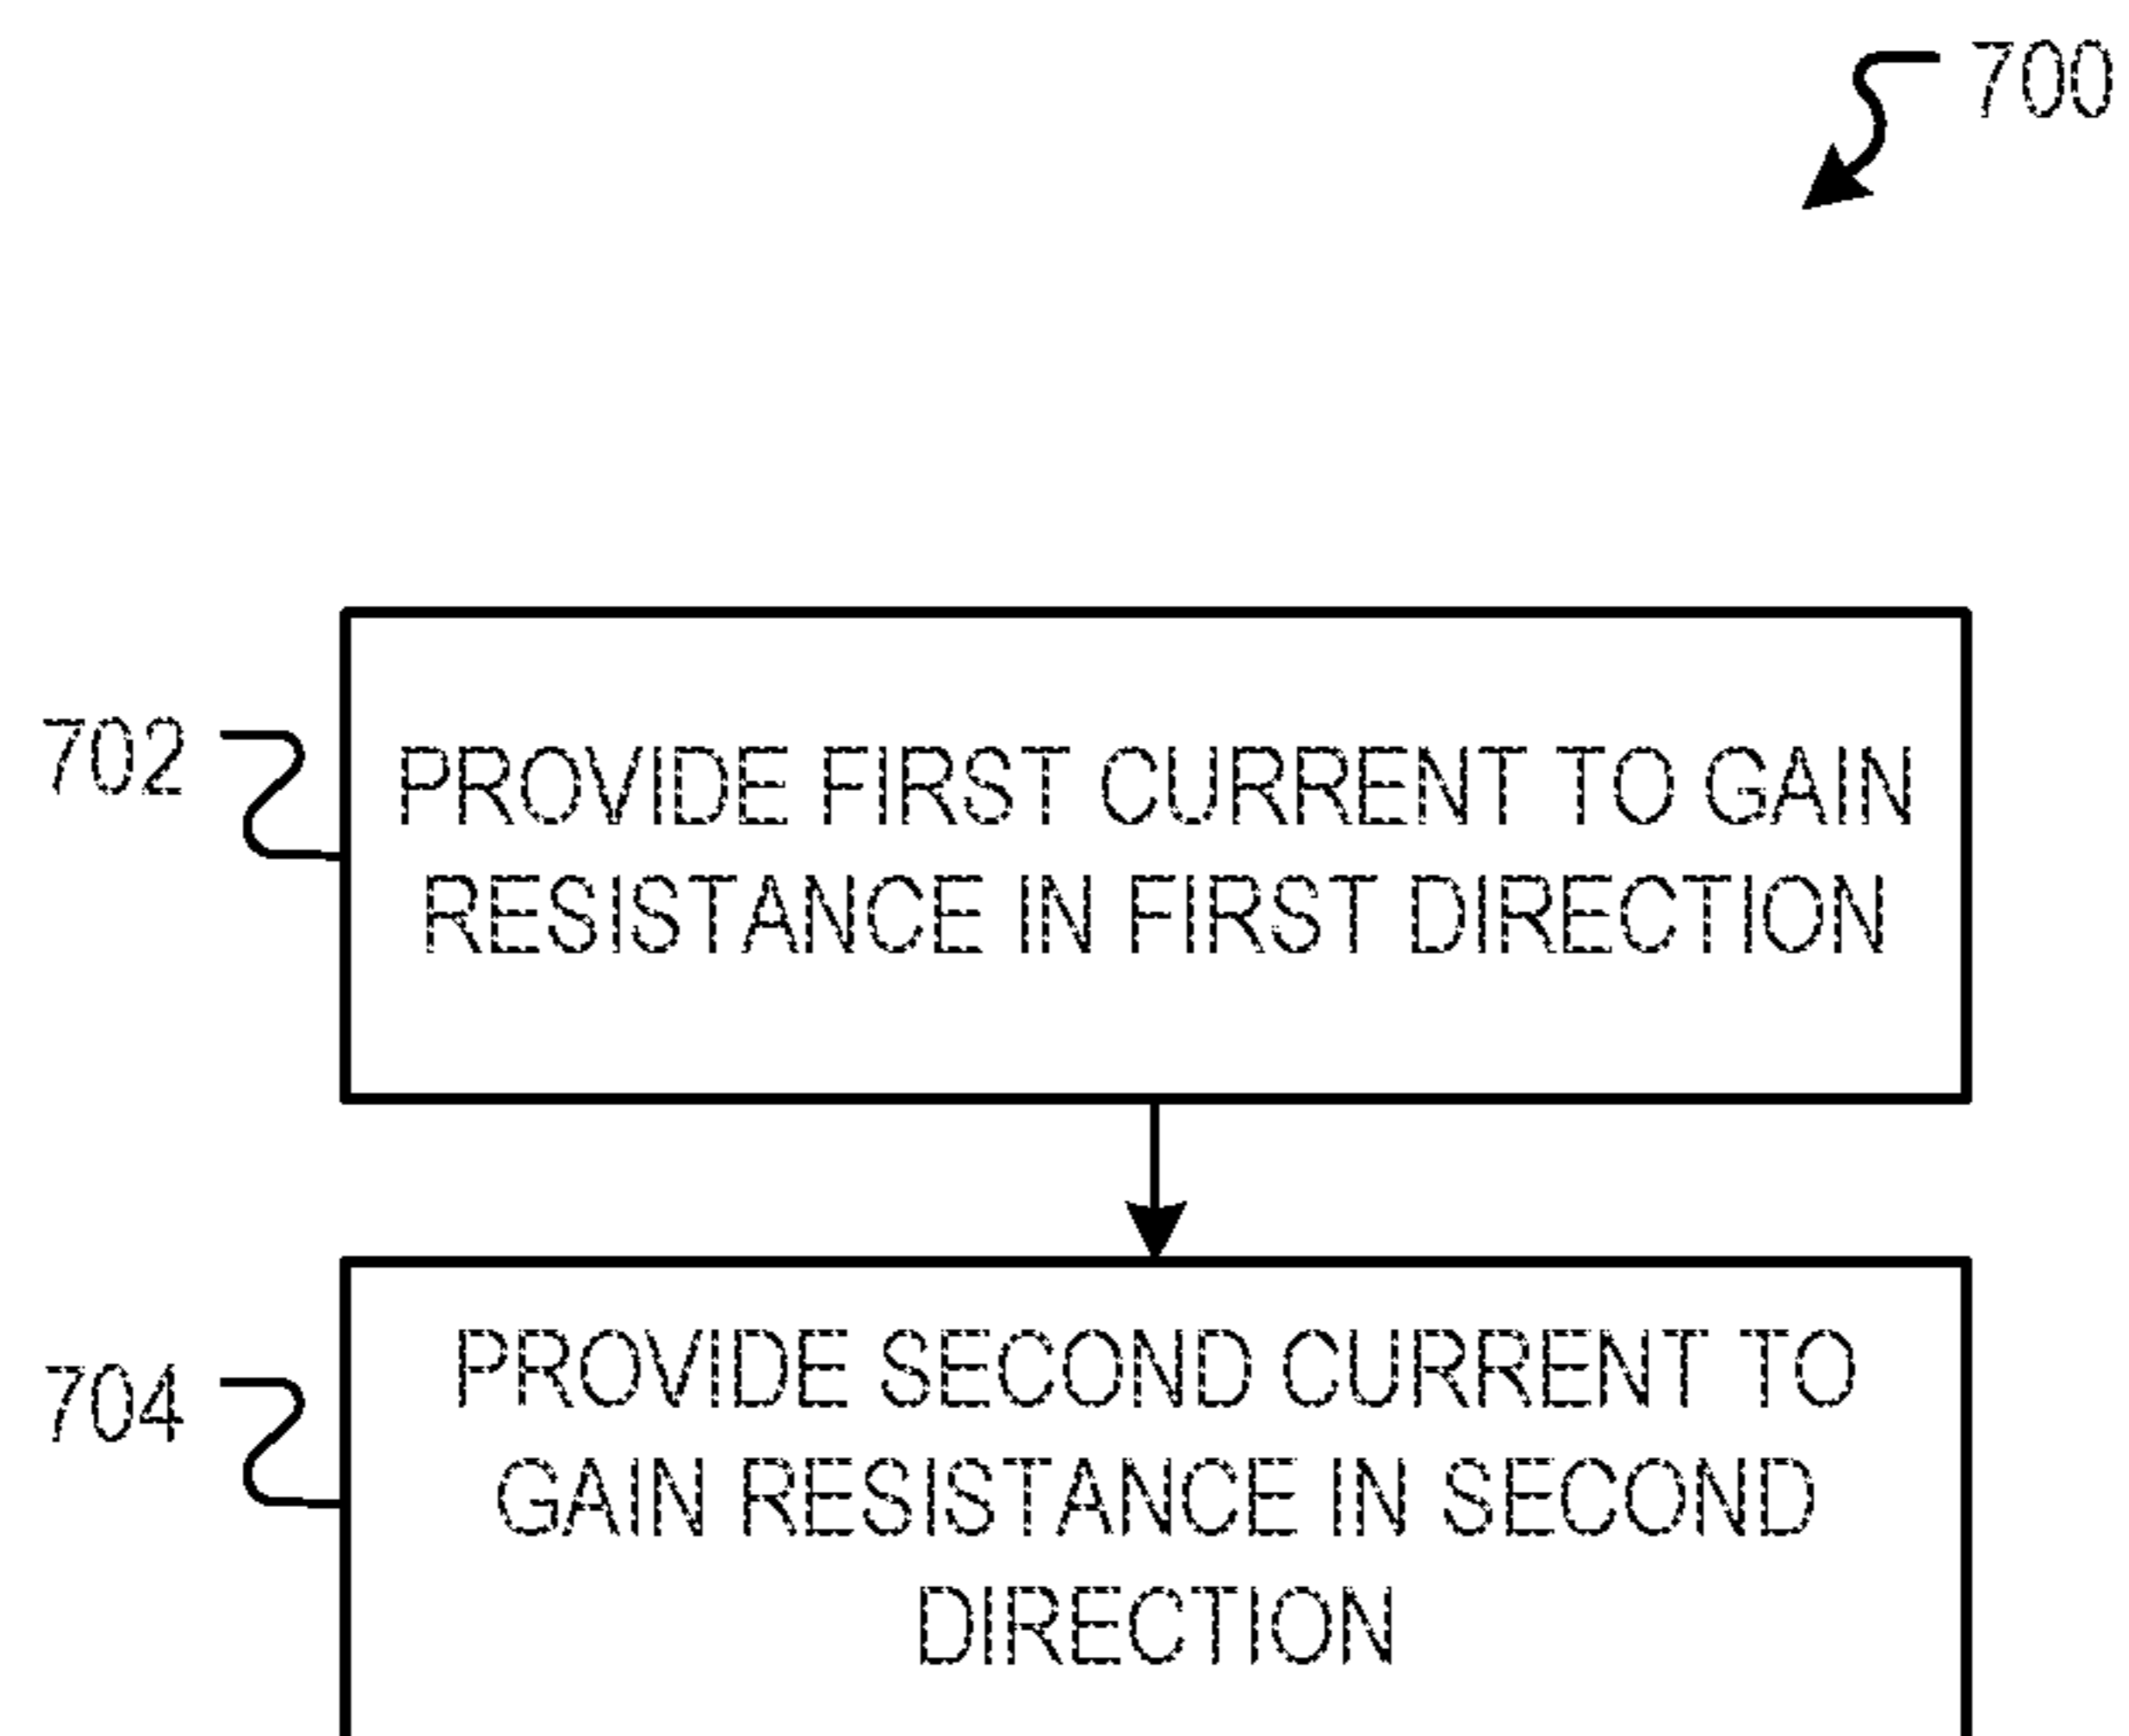 700
702
PROVIDE FIRST CURRENT TO GAIN
RESISTANCE IN FIRST DIRECTION
704
PROVIDE SECOND CURRENT TO
GAIN RESISTANCE IN SECOND
DIRECTION